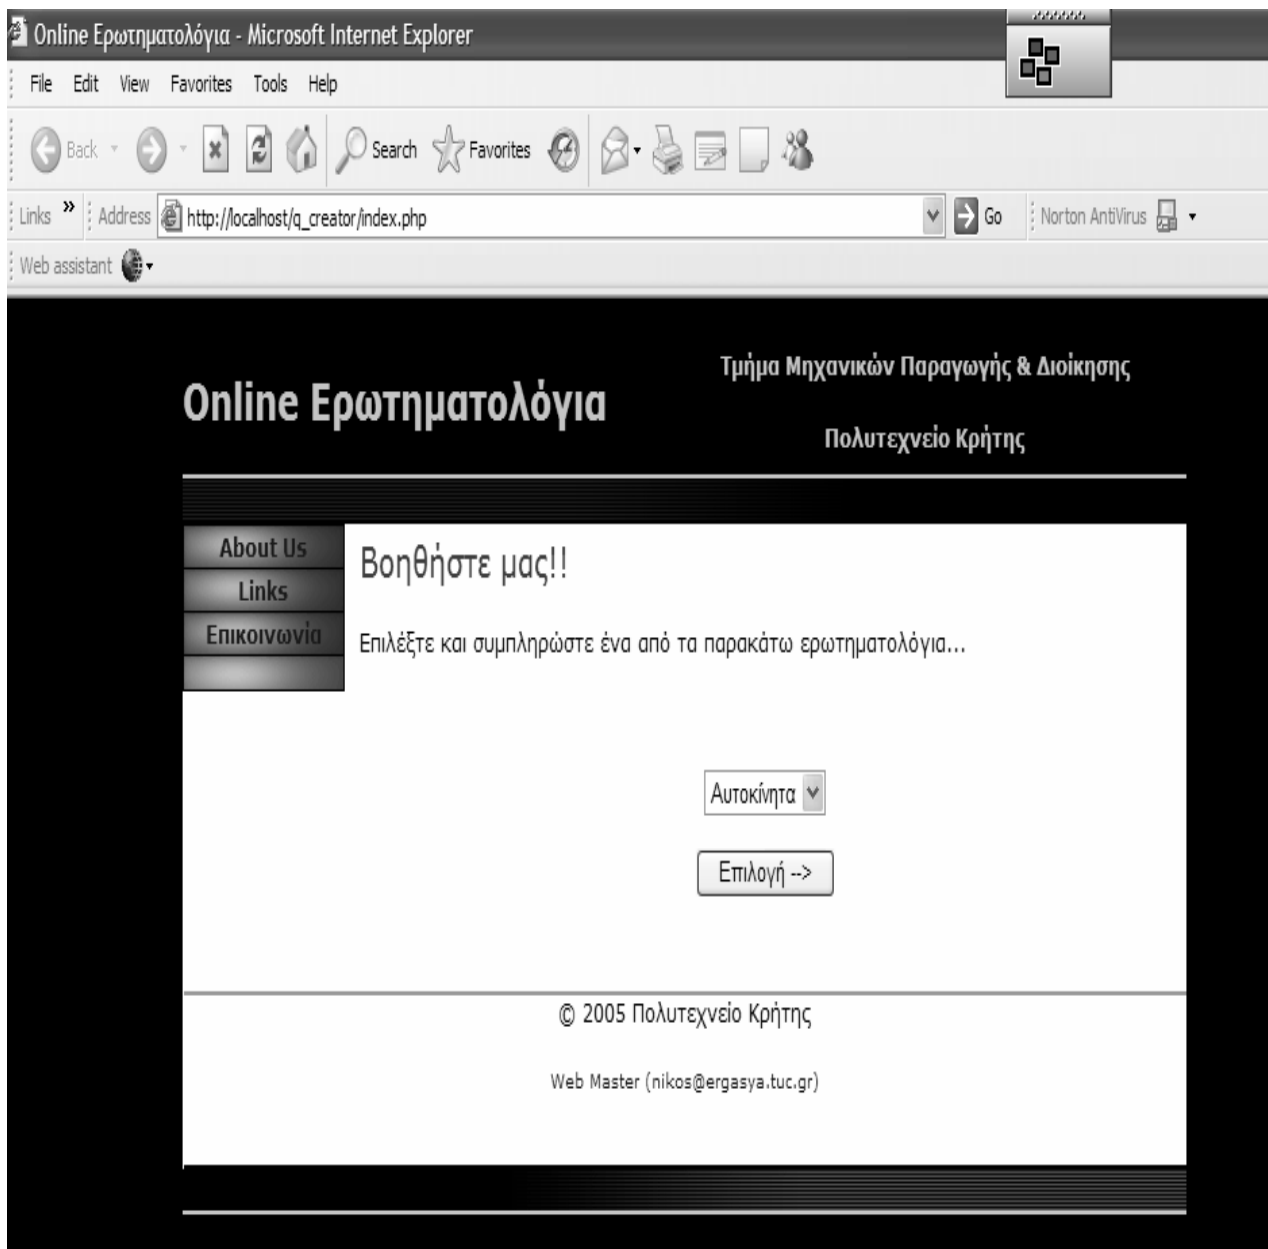 Online Ερωτηματολόγια - Microsoft Internet Explorer
File Edit View Favorites Tools Help
Back Search Favorites
Links » Address http://localhost/q_creator/index.php Go Norton AntiVirus
Web assistant
Τμήμα Μηχανικών Παραγωγής & Διοίκησης
Online Ερωτηματολόγια
Πολυτεχνείο Κρήτης
About Us
Links
Επικοινωνία
Βοηθήστε μας!!
Επιλέξτε και συμπληρώστε ένα από τα παρακάτω ερωτηματολόγια...
Αυτοκίνητα
Επιλογή -->
© 2005 Πολυτεχνείο Κρήτης
Web Master (nikos@ergasya.tuc.gr)